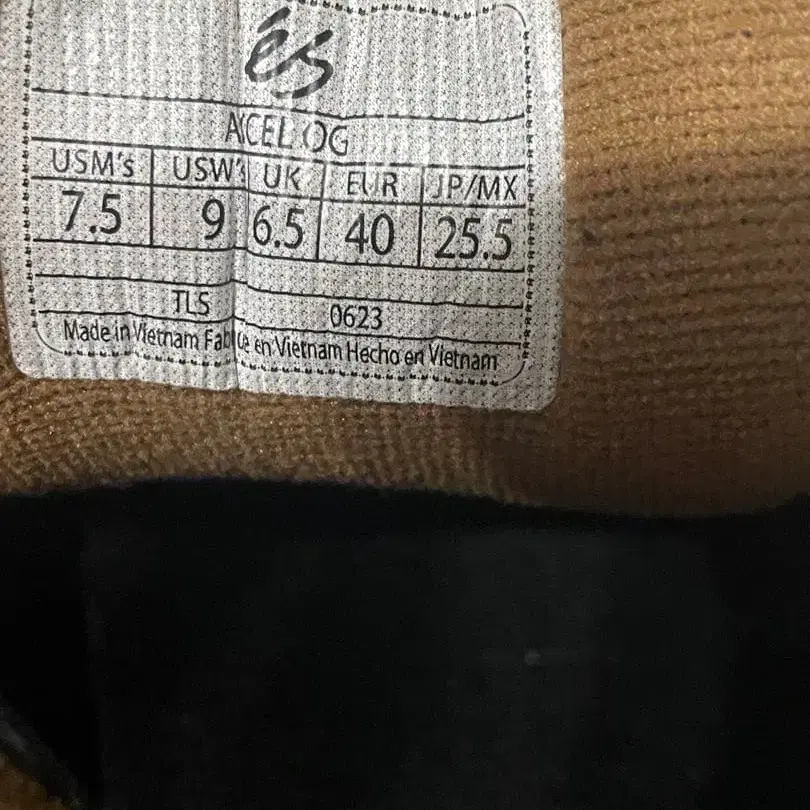 éS
ACCEL OG
USM's USW's UK EUR JP/MX
7.5 9 6.5 40 25.5
TLS 0623
Made in Vietnam Fabrique en Vietnam Hecho en Vietnam